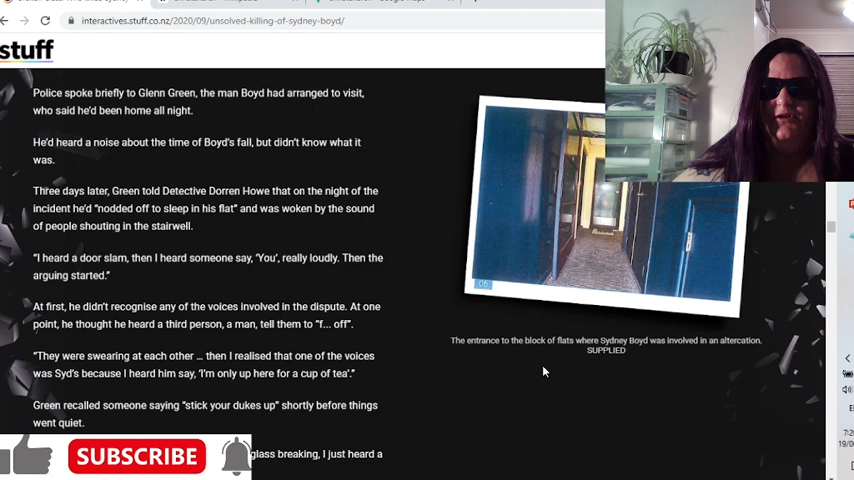 interactives.stuff.co.nz/2020/09/unsolved-killing-of-sydney-boyd/
stuff
Police spoke briefly to Glenn Green, the man Boyd had arranged to visit,
who said he'd been home all night.
He'd heard a noise about the time of Boyd's fall, but didn't know what it
was.
Three days later, Green told Detective Dorren Howe that on the night of the
incident he'd “nodded off to sleep in his flat” and was woken by the sound
of people shouting in the stairwell.
“I heard a door slam, then I heard someone say, ‘You’, really loudly. Then the
arguing started.”
At first, he didn't recognise any of the voices involved in the dispute. At one
point, he thought he heard a third person, a man, tell them to “f... off”.
“They were swearing at each other ... then I realised that one of the voices
was Syd's because I heard him say, ‘I'm only up here for a cup of tea’.”
Green recalled someone saying “stick your dukes up” shortly before things
went quiet.
glass breaking, I just heard a
06
The entrance to the block of flats where Sydney Boyd was involved in an altercation.
SUPPLIED
SUBSCRIBE